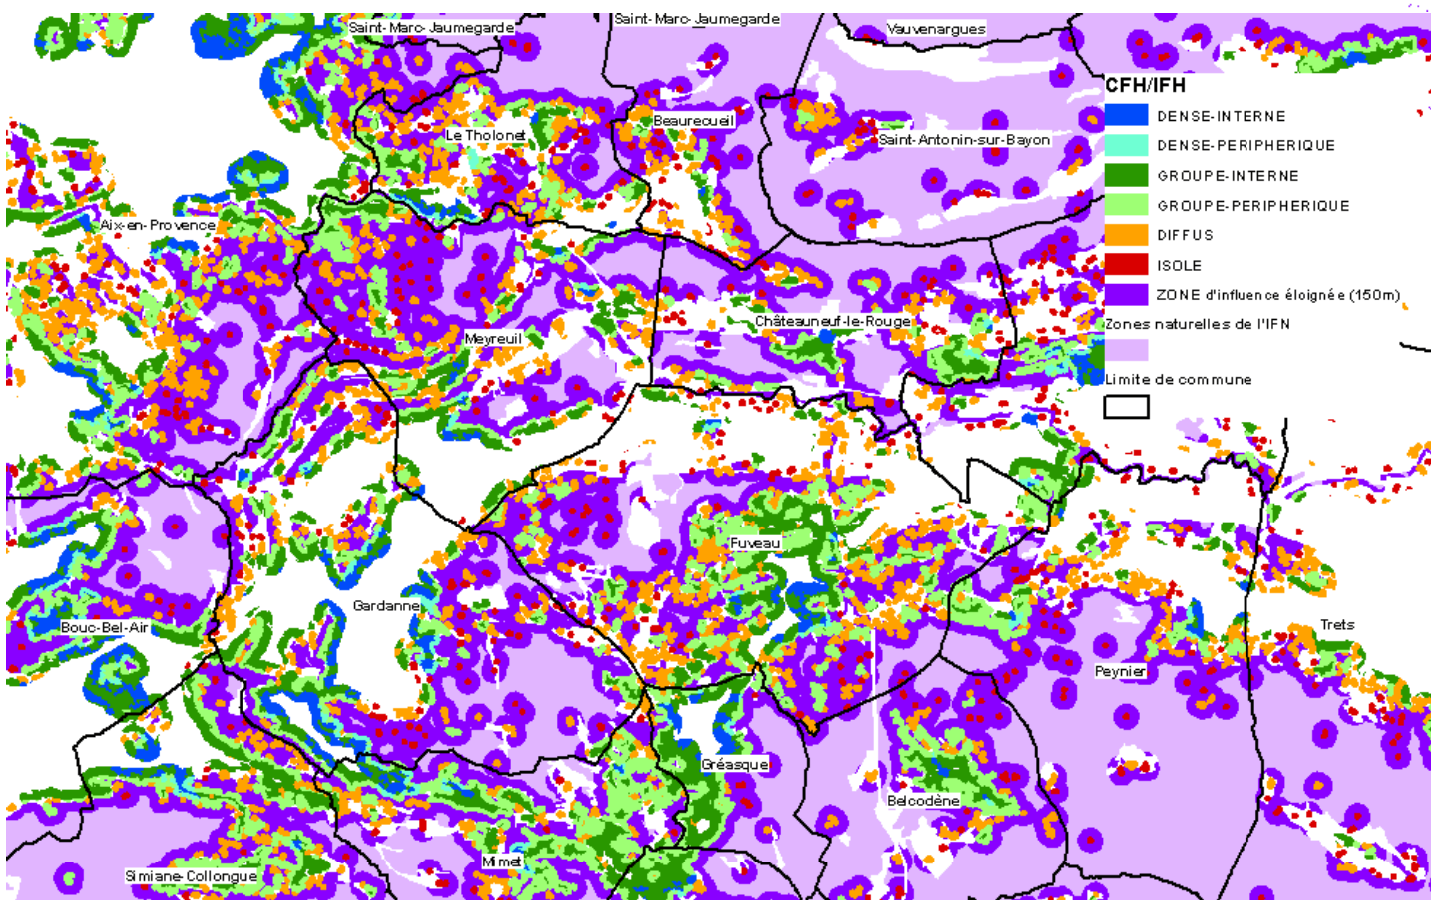 Saint-Marc-Jaumegarde
Saint-Marc-Jaumegarde
Vauvenargues
CFH/IFH
DENSE-INTERNE
DENSE-PERIPHERIQUE
GROUPE-INTERNE
GROUPE-PERIPHERIQUE
DIFFUS
ISOLE
ZONE d'influence éloignée (150m)
Zones naturelles de l'IFN
Limite de commune
Le Tholonet
Beaurecueil
Saint-Antonin-sur-Bayon
Aix-en-Provence
Châteauneuf-le-Rouge
Meyreuil
Fuveau
Gardanne
Bouc-Bel-Air
Trets
Peynier
Gréasque
Belcodène
Mimet
Simiane-Collongue